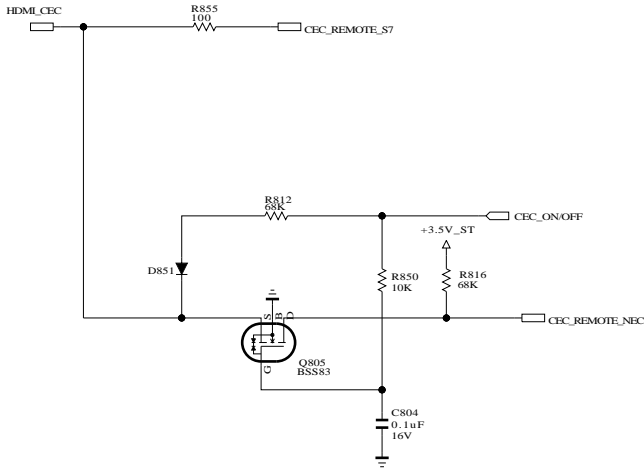 HDMI_CEC
R855
100
CEC_REMOTE_S7
R812
68K
CEC_ON/OFF
+3.5V_ST
D851
R850
10K
R816
68K
S
B
D
CEC_REMOTE_NEC
G
Q805
BSS83
C804
0.1uF
16V